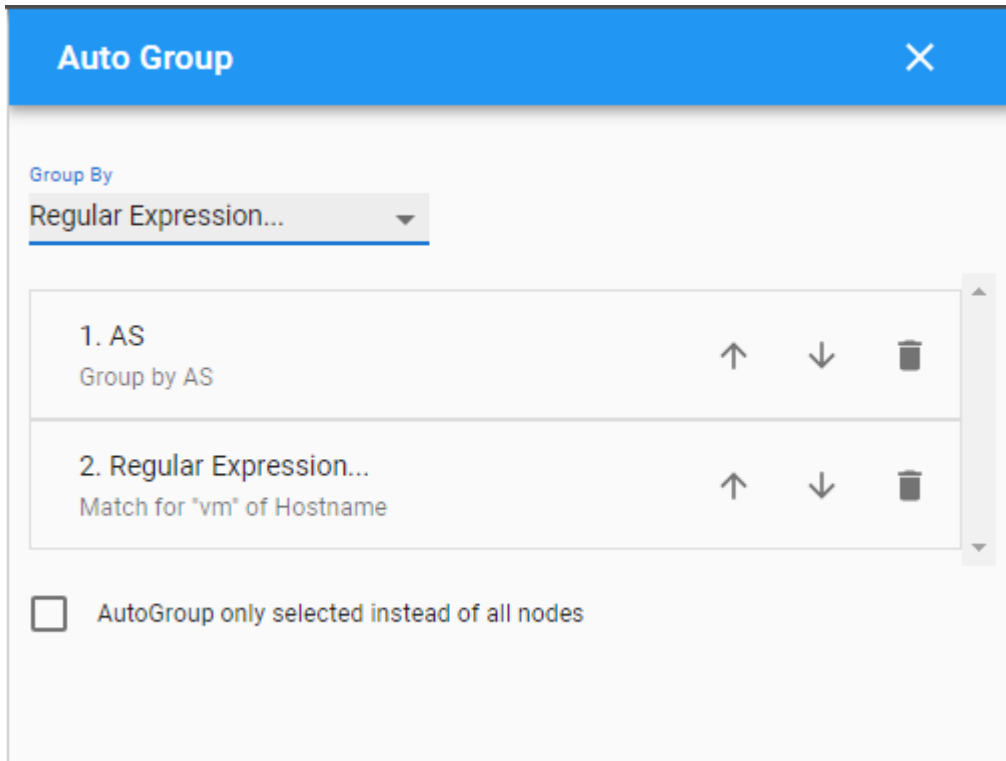 Auto Group
Group By
Regular Expression...
1. AS
Group by AS
2. Regular Expression...
Match for "vm" of Hostname
AutoGroup only selected instead of all nodes